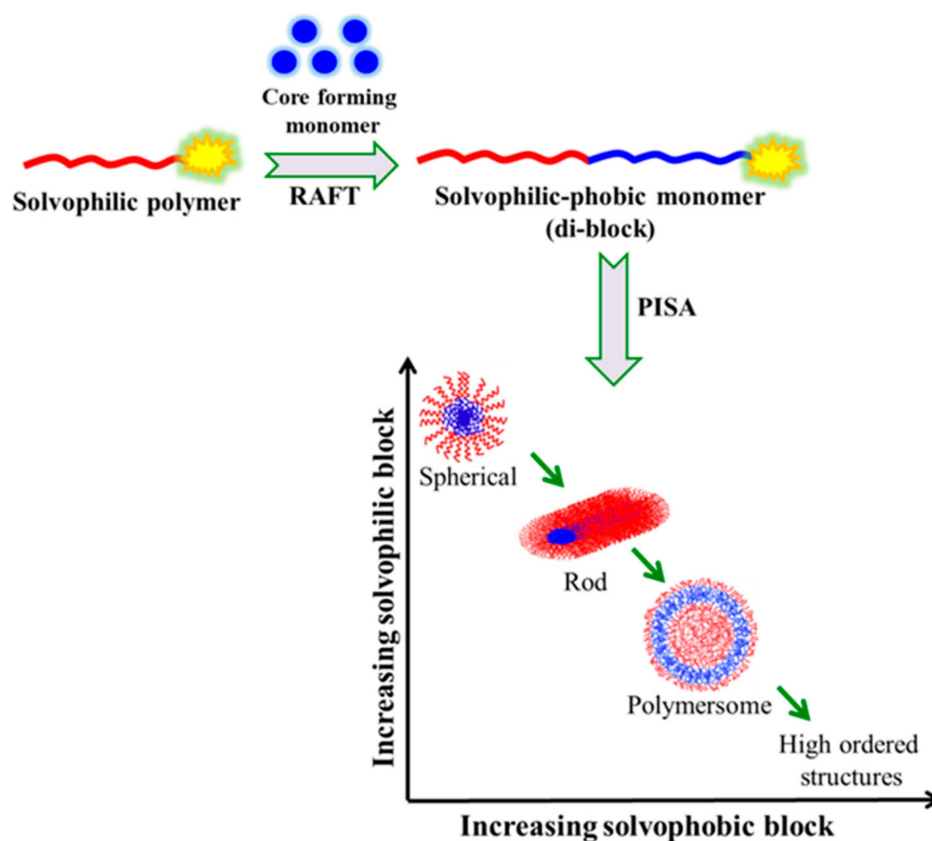 Core forming
monomer
RAFT
Solvophilic polymer
Solvophilic-phobic monomer
(di-block)
PISA
Increasing solvophilic block
Spherical
Rod
Polymersome
High ordered
structures
Increasing solvophobic block